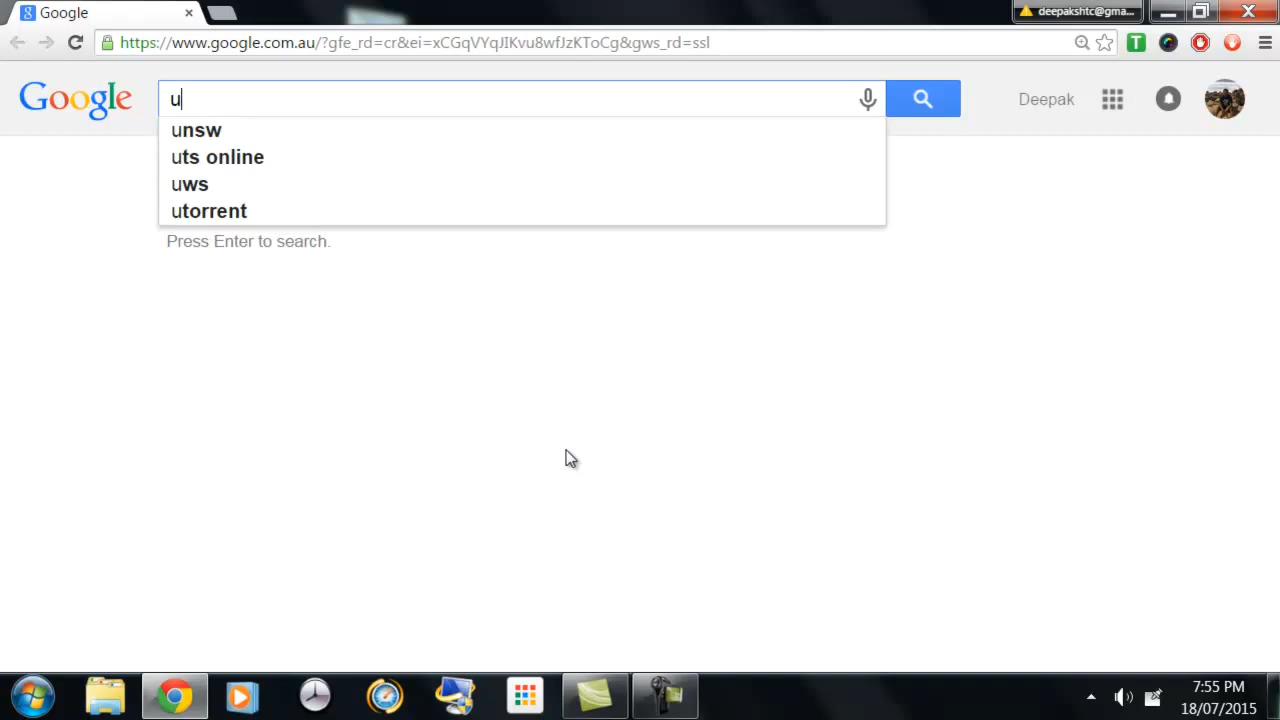 Google
deepakshtc@gma...
https://www.google.com.au/?gfe_rd=cr&ei=xCGqVYqJIKvu8wfJzKToCg&gws_rd=ssl
T
Google
u
Deepak
unsw
uts online
uws
utorrent
Press Enter to search.
7:55 PM
18/07/2015